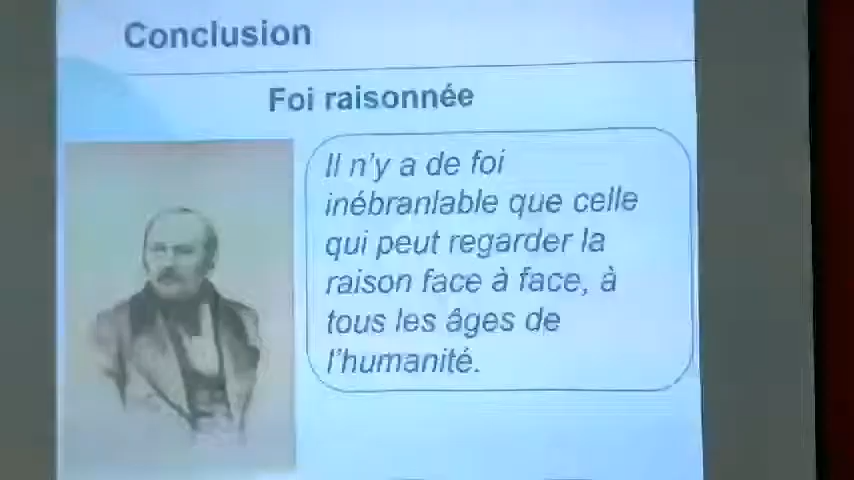 Conclusion
Foi raisonnée
Il n'y a de foi
inébranlable que celle
qui peut regarder la
raison face à face, à
tous les âges de
l'humanité.